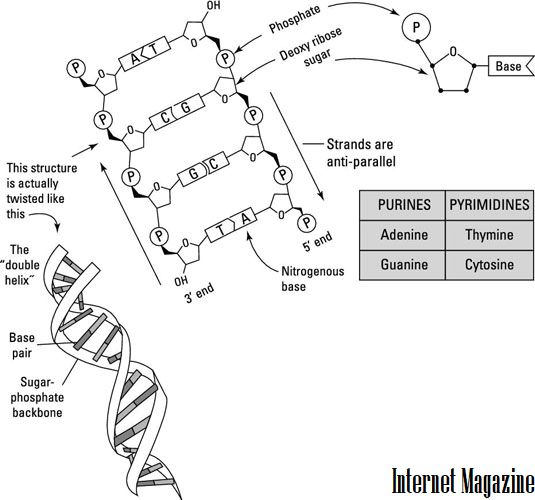 OH
P
Phosphate
Deoxy ribose
sugar
P
O
Base
P
O
A T
O
P
P
O
C G
O
P
Strands are
anti-parallel
P
O
G C
O
P
P
O
T A
O
P
OH
3' end
5' end
Nitrogenous
base
This structure
is actually
twisted like
this
The
"double
helix"
Base
pair
Sugar-
phosphate
backbone
PURINES PYRIMIDINES
Adenine Thymine
Guanine Cytosine
Internet Magazine